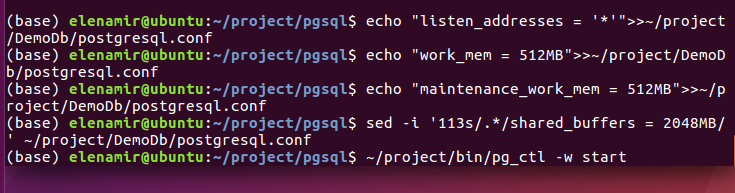 (base) elenamir@ubuntu:~/project/pgsql$ echo "listen_addresses = '*'">>~/project
/DemoDb/postgresql.conf
(base) elenamir@ubuntu:~/project/pgsql$ echo "work_mem = 512MB">>~/project/DemoD
b/postgresql.conf
(base) elenamir@ubuntu:~/project/pgsql$ echo "maintenance_work_mem = 512MB">>~/p
roject/DemoDb/postgresql.conf
(base) elenamir@ubuntu:~/project/pgsql$ sed -i '113s/.*/shared_buffers = 2048MB/
' ~/project/DemoDb/postgresql.conf
(base) elenamir@ubuntu:~/project/pgsql$ ~/project/bin/pg_ctl -w start